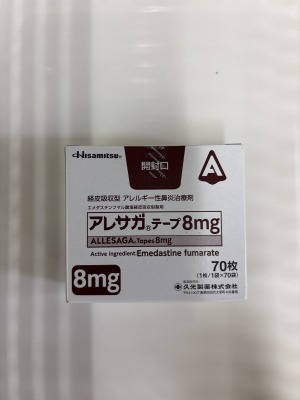 Hisamitsu®
開封口
A
経皮吸収型 アレルギー性鼻炎治療剤
エメダスチンフマル酸塩経皮吸収型製剤
アレサガ®テープ8mg
ALLESAGA® Tapes 8mg
Active ingredient Emedastine fumarate
8mg
70枚
(1枚/1袋×70袋)
久光製薬株式会社